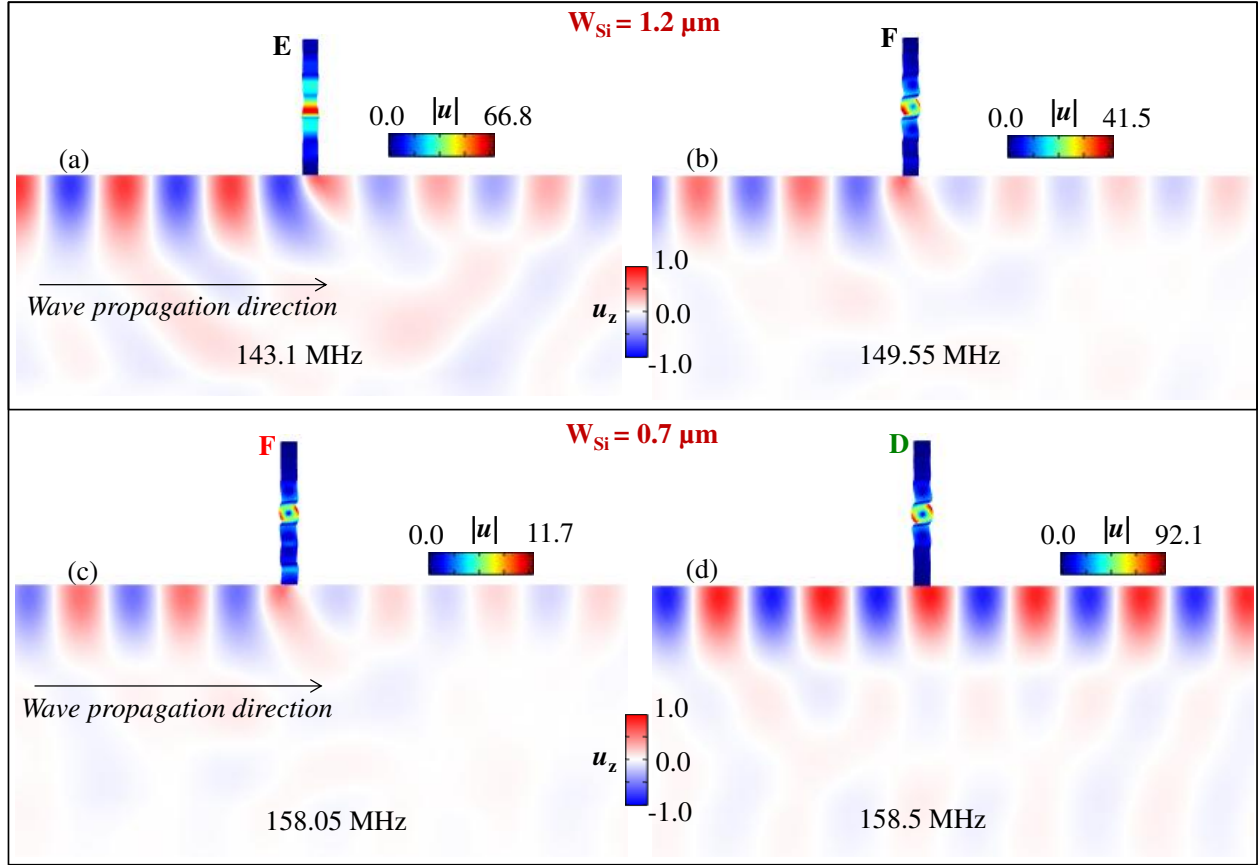 W_Si = 1.2 µm
E
|u|
0.0 66.8
(a)
Wave propagation direction
143.1 MHz
F
|u|
0.0 41.5
(b)
149.55 MHz
1.0
u_z 0.0
-1.0
W_Si = 0.7 µm
F
|u|
0.0 11.7
(c)
Wave propagation direction
158.05 MHz
D
|u|
0.0 92.1
(d)
158.5 MHz
1.0
u_z 0.0
-1.0